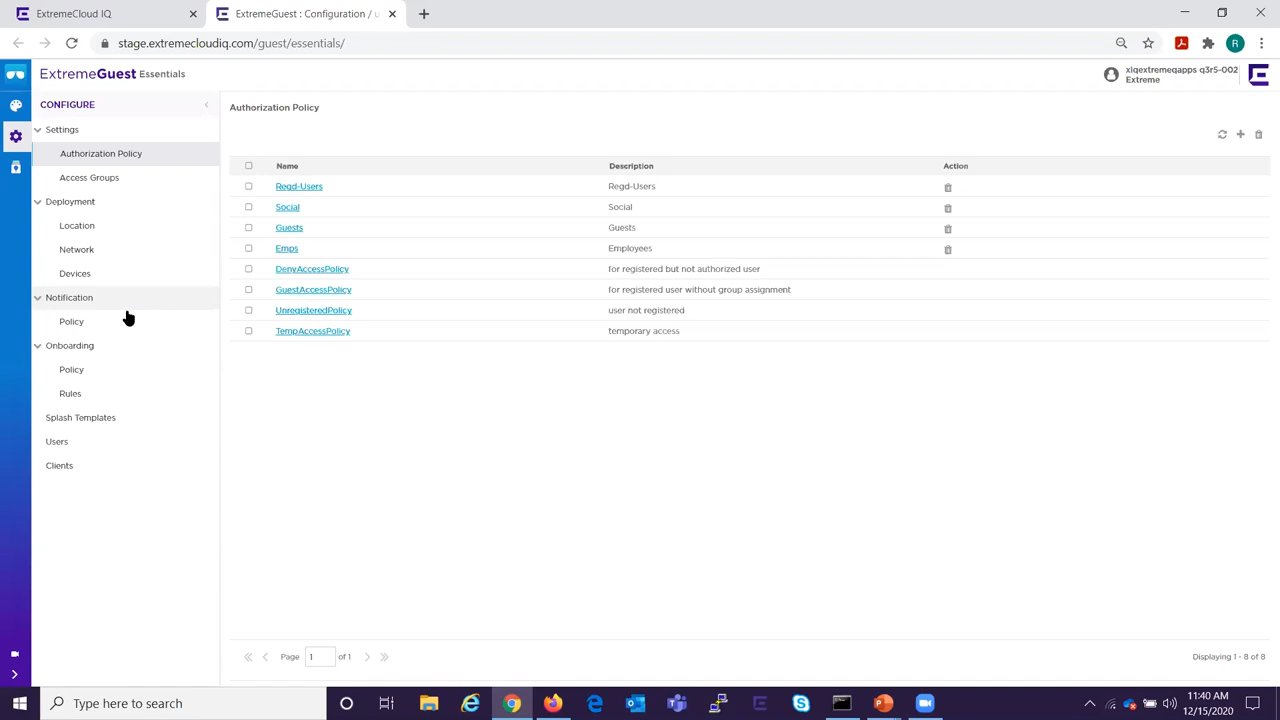 ExtremeCloud IQ
ExtremeGuest : Configuration / u
stage.extremecloudiq.com/guest/essentials/
R
ExtremeGuest Essentials
xiqextremeqapps q3r5-002
Extreme
CONFIGURE
Settings
Authorization Policy
Access Groups
Deployment
Location
Network
Devices
Notification
Policy
Onboarding
Policy
Rules
Splash Templates
Users
Clients
Authorization Policy
Name Description Action
Regd-Users Regd-Users
Social Social
Guests Guests
Emps Employees
DenyAccessPolicy for registered but not authorized user
GuestAccessPolicy for registered user without group assignment
UnregisteredPolicy user not registered
TempAccessPolicy temporary access
Page 1 of 1
Displaying 1 - 8 of 8
Type here to search
11:40 AM
12/15/2020